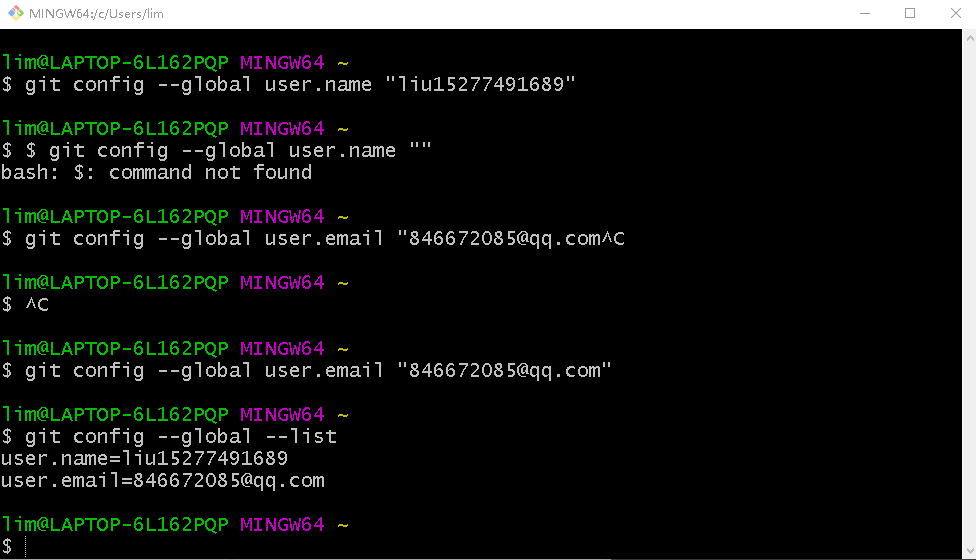 MINGW64:/c/Users/lim
lim@LAPTOP-6L162PQP MINGW64 ~
$ git config --global user.name "liu15277491689"
lim@LAPTOP-6L162PQP MINGW64 ~
$ $ git config --global user.name ""
bash: $: command not found
lim@LAPTOP-6L162PQP MINGW64 ~
$ git config --global user.email "846672085@qq.com^C
lim@LAPTOP-6L162PQP MINGW64 ~
$ ^C
lim@LAPTOP-6L162PQP MINGW64 ~
$ git config --global user.email "846672085@qq.com"
lim@LAPTOP-6L162PQP MINGW64 ~
$ git config --global --list
user.name=liu15277491689
user.email=846672085@qq.com
lim@LAPTOP-6L162PQP MINGW64 ~
$